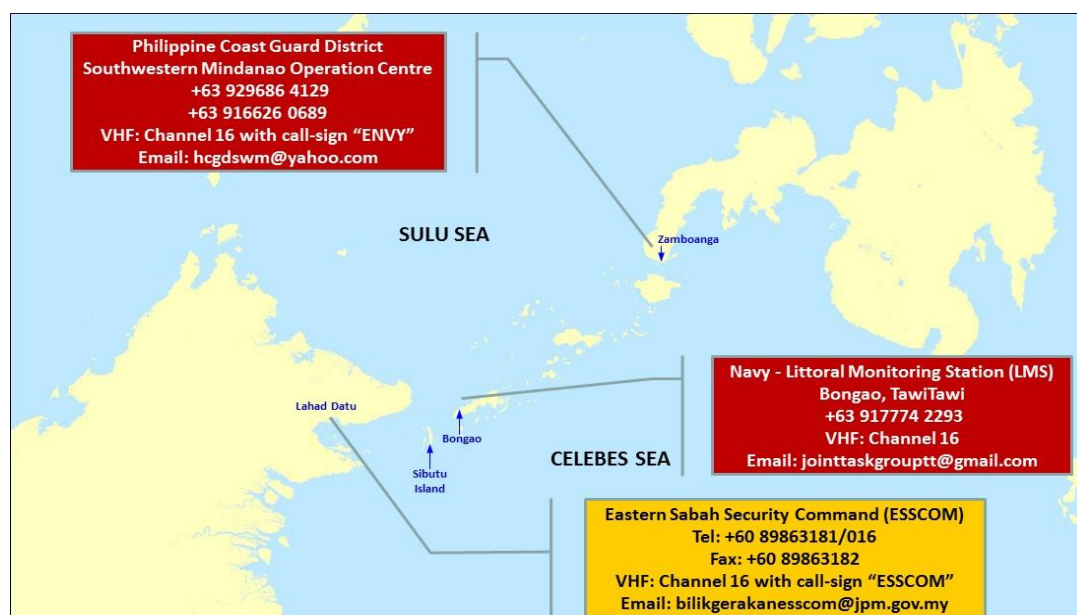 Philippine Coast Guard District
Southwestern Mindanao Operation Centre
+63 929686 4129
+63 916626 0689
VHF: Channel 16 with call-sign “ENVY”
Email: hcgdswm@yahoo.com
SULU SEA
Zamboanga
Navy - Littoral Monitoring Station (LMS)
Bongao, TawiTawi
+63 917774 2293
VHF: Channel 16
Email: jointtaskgrouptt@gmail.com
Lahad Datu
Bongao
Sibutu
Island
CELEBES SEA
Eastern Sabah Security Command (ESSCOM)
Tel: +60 89863181/016
Fax: +60 89863182
VHF: Channel 16 with call-sign “ESSCOM”
Email: bilikgerakanesscom@jpm.gov.my